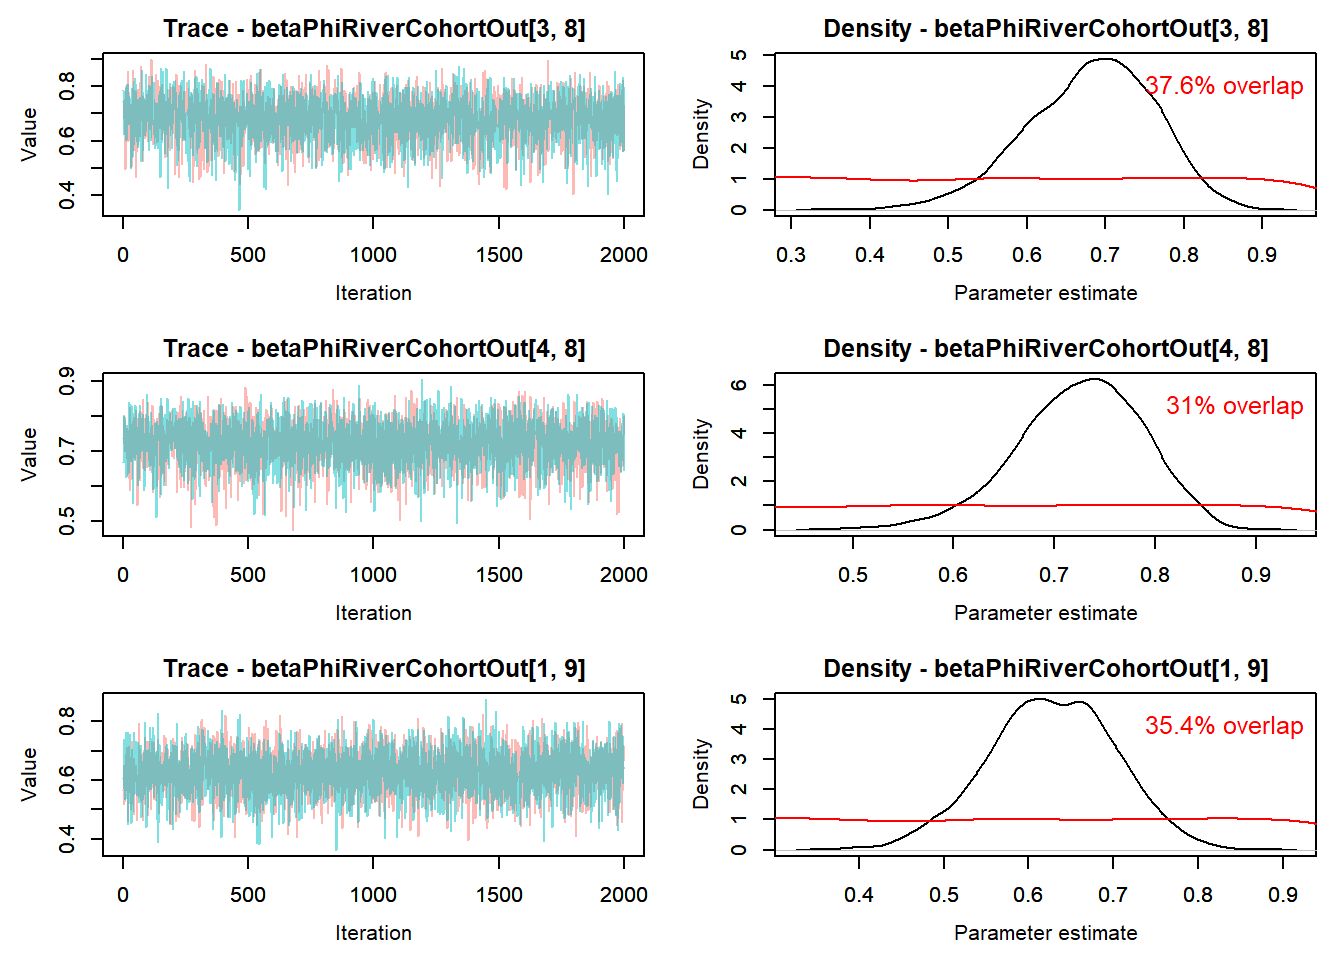 Trace - betaPhiRiverCohortOut[3, 8]
Value
0.4 0.6 0.8
0 500 1000 1500 2000
Iteration
Density - betaPhiRiverCohortOut[3, 8]
37.6% overlap
Density
0 1 2 3 4 5
0.3 0.4 0.5 0.6 0.7 0.8 0.9
Parameter estimate
Trace - betaPhiRiverCohortOut[4, 8]
Value
0.5 0.7 0.9
0 500 1000 1500 2000
Iteration
Density - betaPhiRiverCohortOut[4, 8]
31% overlap
Density
0 2 4 6
0.5 0.6 0.7 0.8 0.9
Parameter estimate
Trace - betaPhiRiverCohortOut[1, 9]
Value
0.4 0.6 0.8
0 500 1000 1500 2000
Iteration
Density - betaPhiRiverCohortOut[1, 9]
35.4% overlap
Density
0 1 2 3 4 5
0.4 0.5 0.6 0.7 0.8 0.9
Parameter estimate